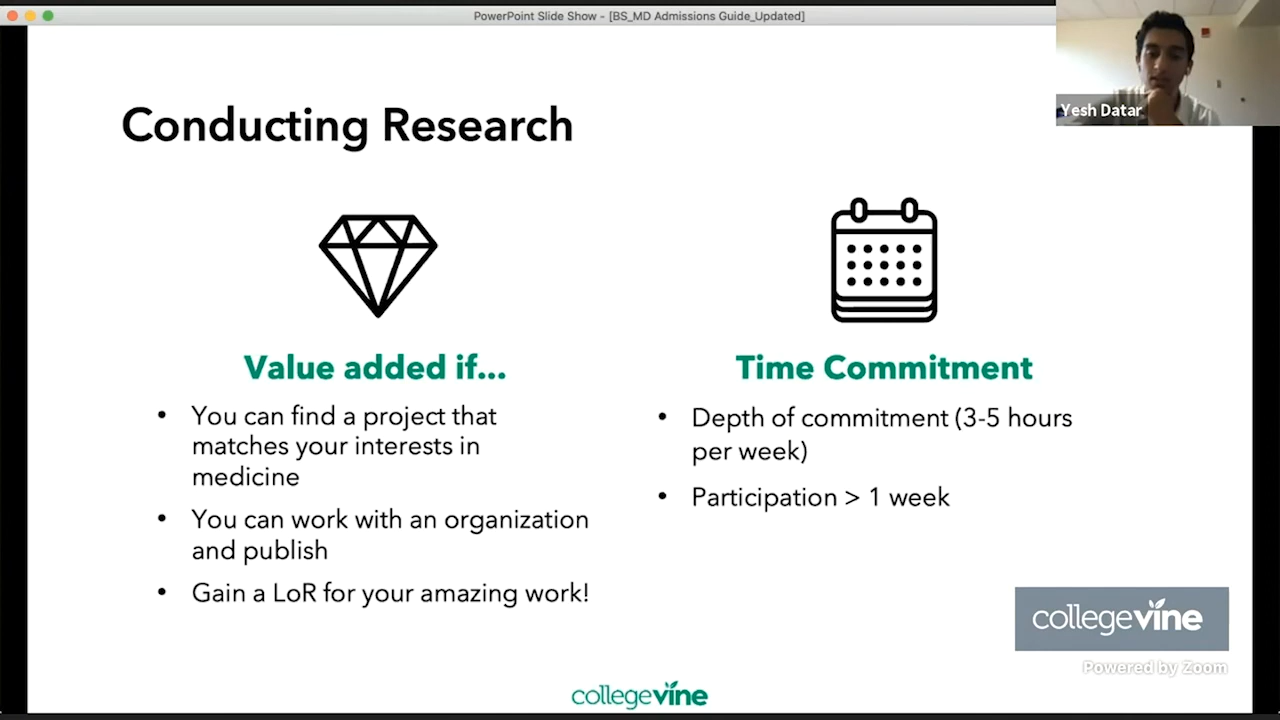 PowerPoint Slide Show - [BS_MD Admissions Guide_Updated]
Yesh Datar
Conducting Research
Value added if...
• You can find a project that
matches your interests in
medicine
• You can work with an organization
and publish
• Gain a LoR for your amazing work!
Time Commitment
• Depth of commitment (3-5 hours
per week)
• Participation > 1 week
collegevine
Powered by Zoom
collegevine